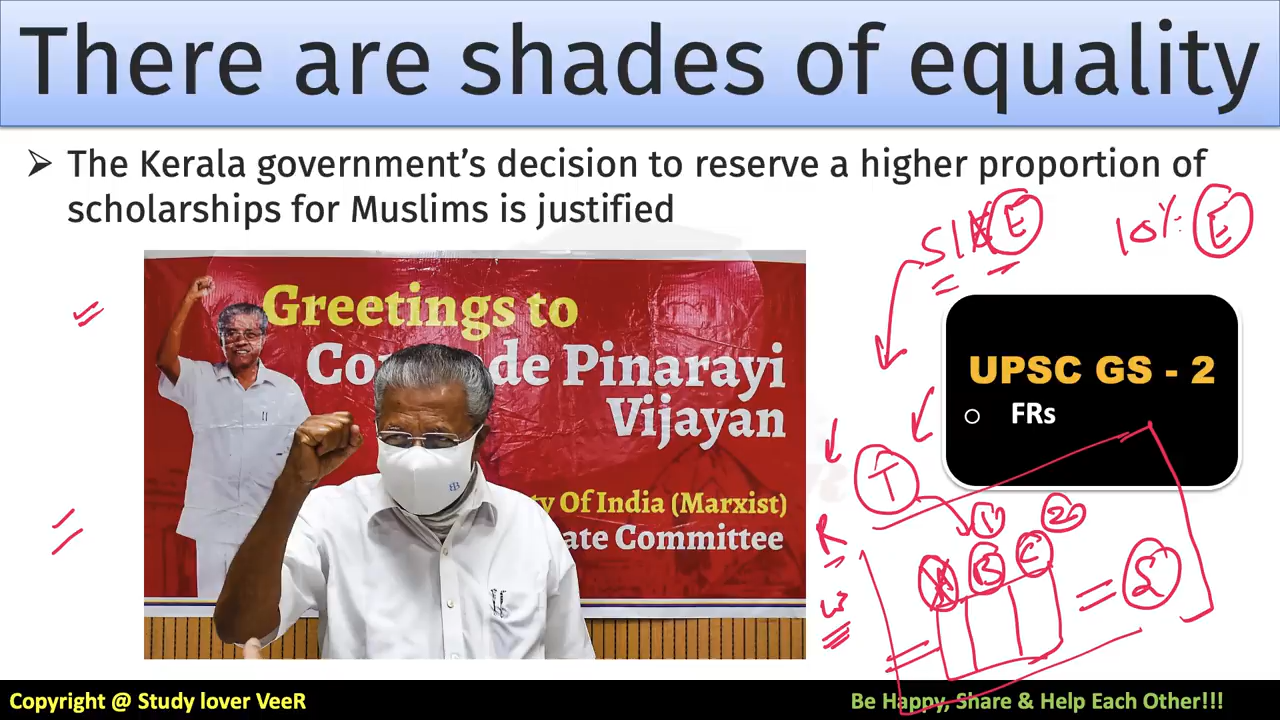 There are shades of equality
➢ The Kerala government's decision to reserve a higher proportion of
scholarships for Muslims is justified
E
10% E
Greetings to
Co de Pinarayi
Vijayan
ty Of India (Marxist)
ate Committee
UPSC GS - 2
○ FRs
T
1
2
R
B
C
W
Copyright @ Study lover VeeR
Be Happy, Share & Help Each Other!!!